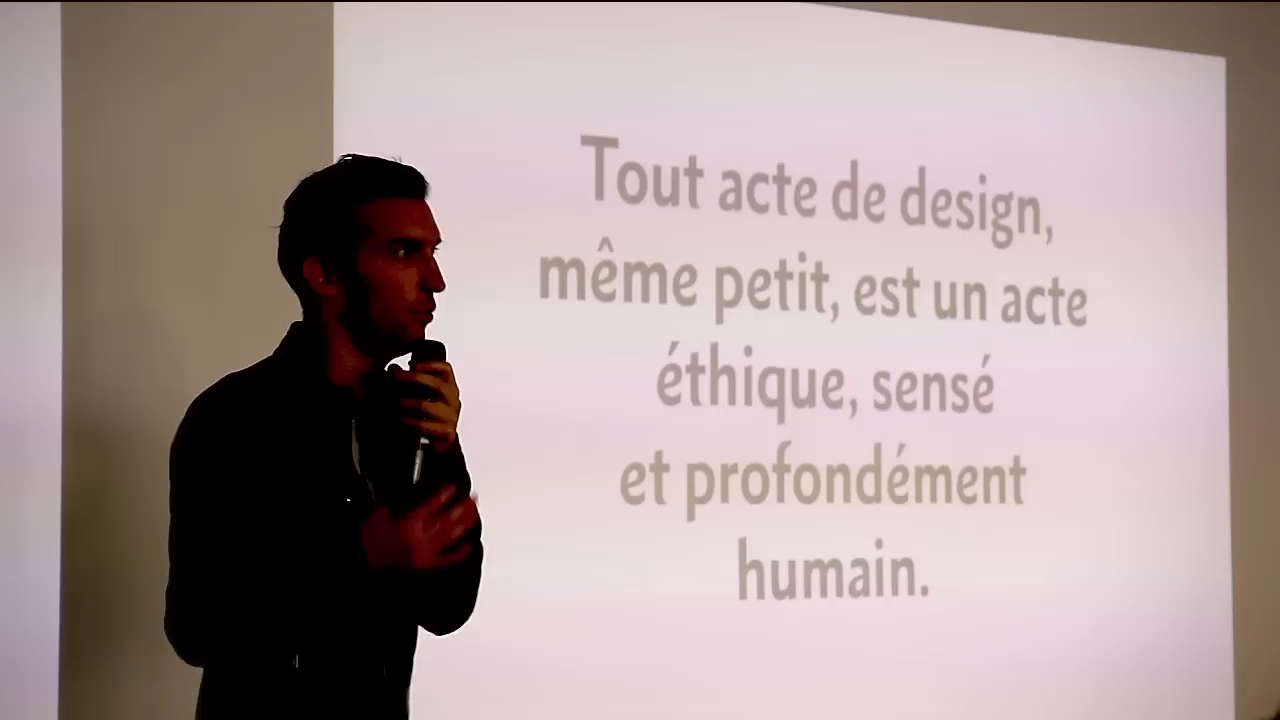 Tout acte de design,
même petit, est un acte
éthique, sensé
et profondément
humain.